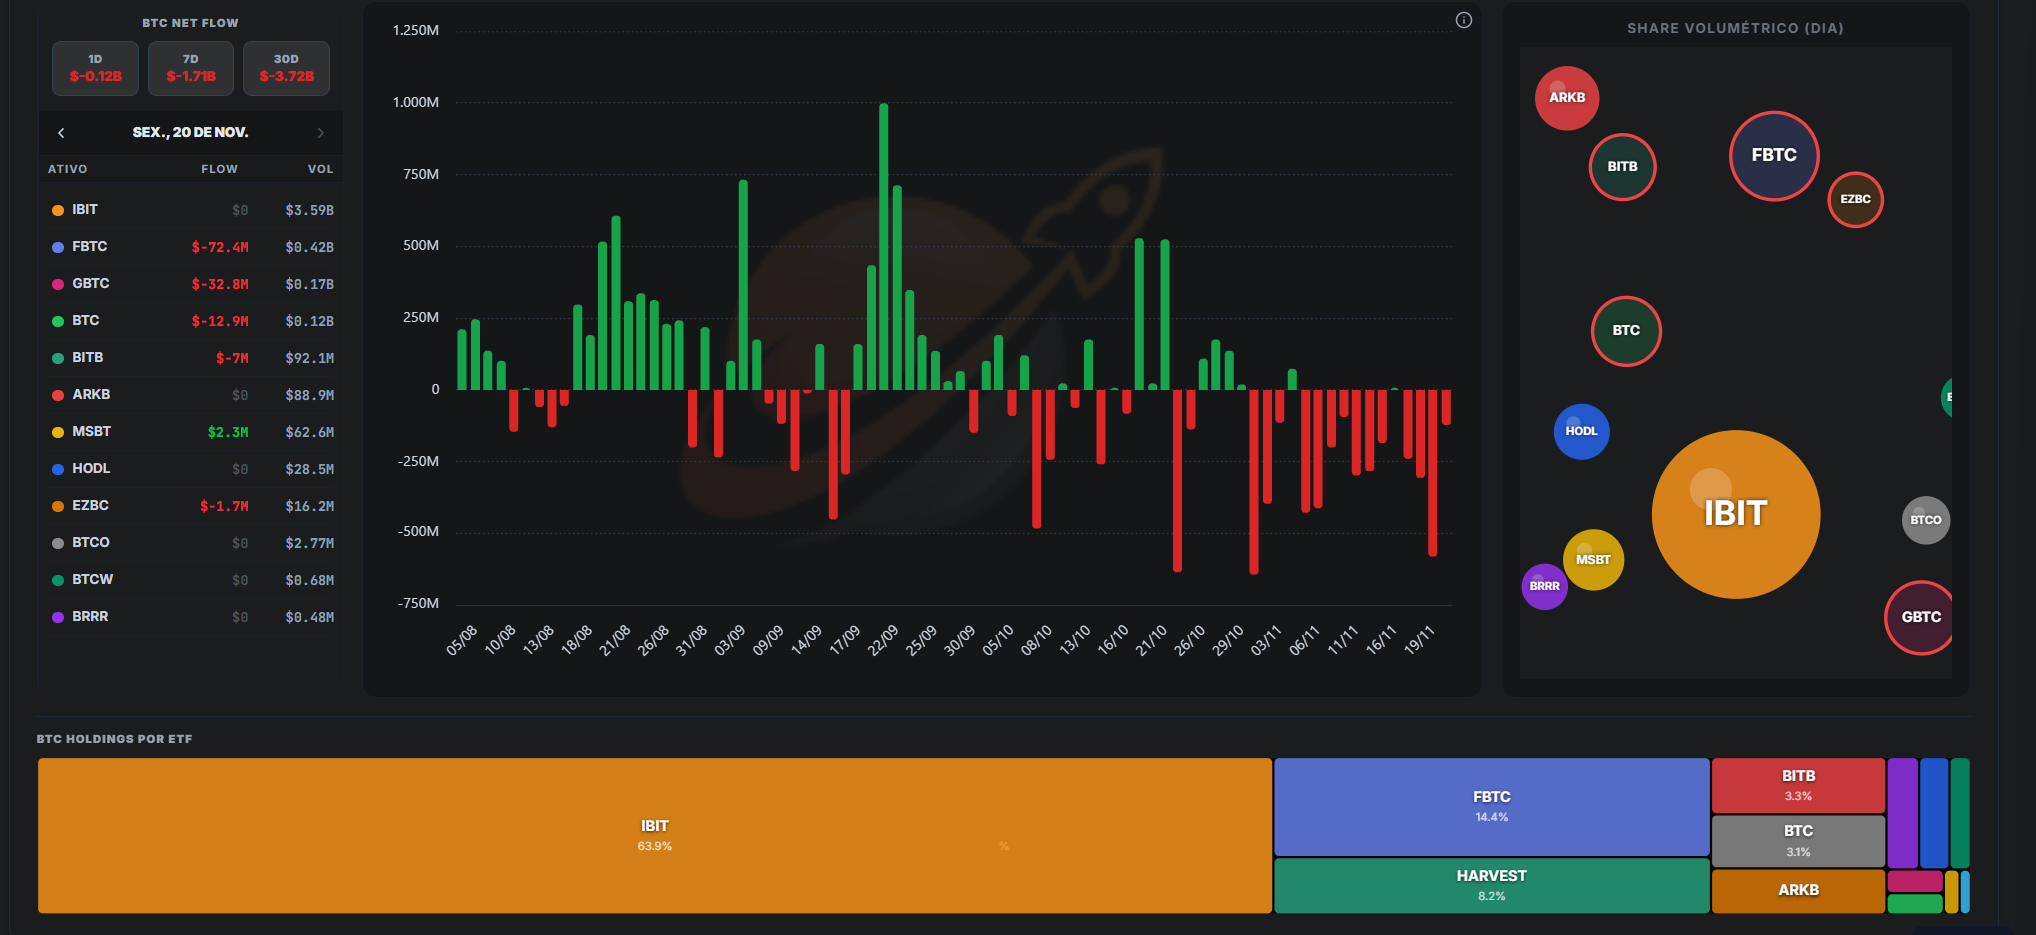 BTC NET FLOW
1D
$-0.12B
7D
$-1.71B
30D
$-3.72B
SEX., 20 DE NOV.
ATIVO FLOW VOL
IBIT $0 $3.59B
FBTC $-72.4M $0.42B
GBTC $-32.8M $0.17B
BTC $-12.9M $0.12B
BITB $-7M $92.1M
ARKB $0 $88.9M
MSBT $2.3M $62.6M
HODL $0 $28.5M
EZBC $-1.7M $16.2M
BTCO $0 $2.77M
BTCW $0 $0.68M
BRRR $0 $0.48M
1.250M
1.000M
750M
500M
250M
0
-250M
-500M
-750M
05/08 10/08 13/08 18/08 21/08 26/08 31/08 03/09 09/09 14/09 17/09 22/09 25/09 30/09 05/10 08/10 13/10 16/10 21/10 26/10 29/10 03/11 06/11 11/11 16/11 19/11
SHARE VOLUMÉTRICO (DIA)
ARKB
BITB
FBTC
EZBC
BTC
HODL
IBIT
BTCO
MSBT
BRRR
GBTC
BTC HOLDINGS POR ETF
IBIT
63.9%
%
FBTC
14.4%
HARVEST
8.2%
BITB
3.3%
BTC
3.1%
ARKB